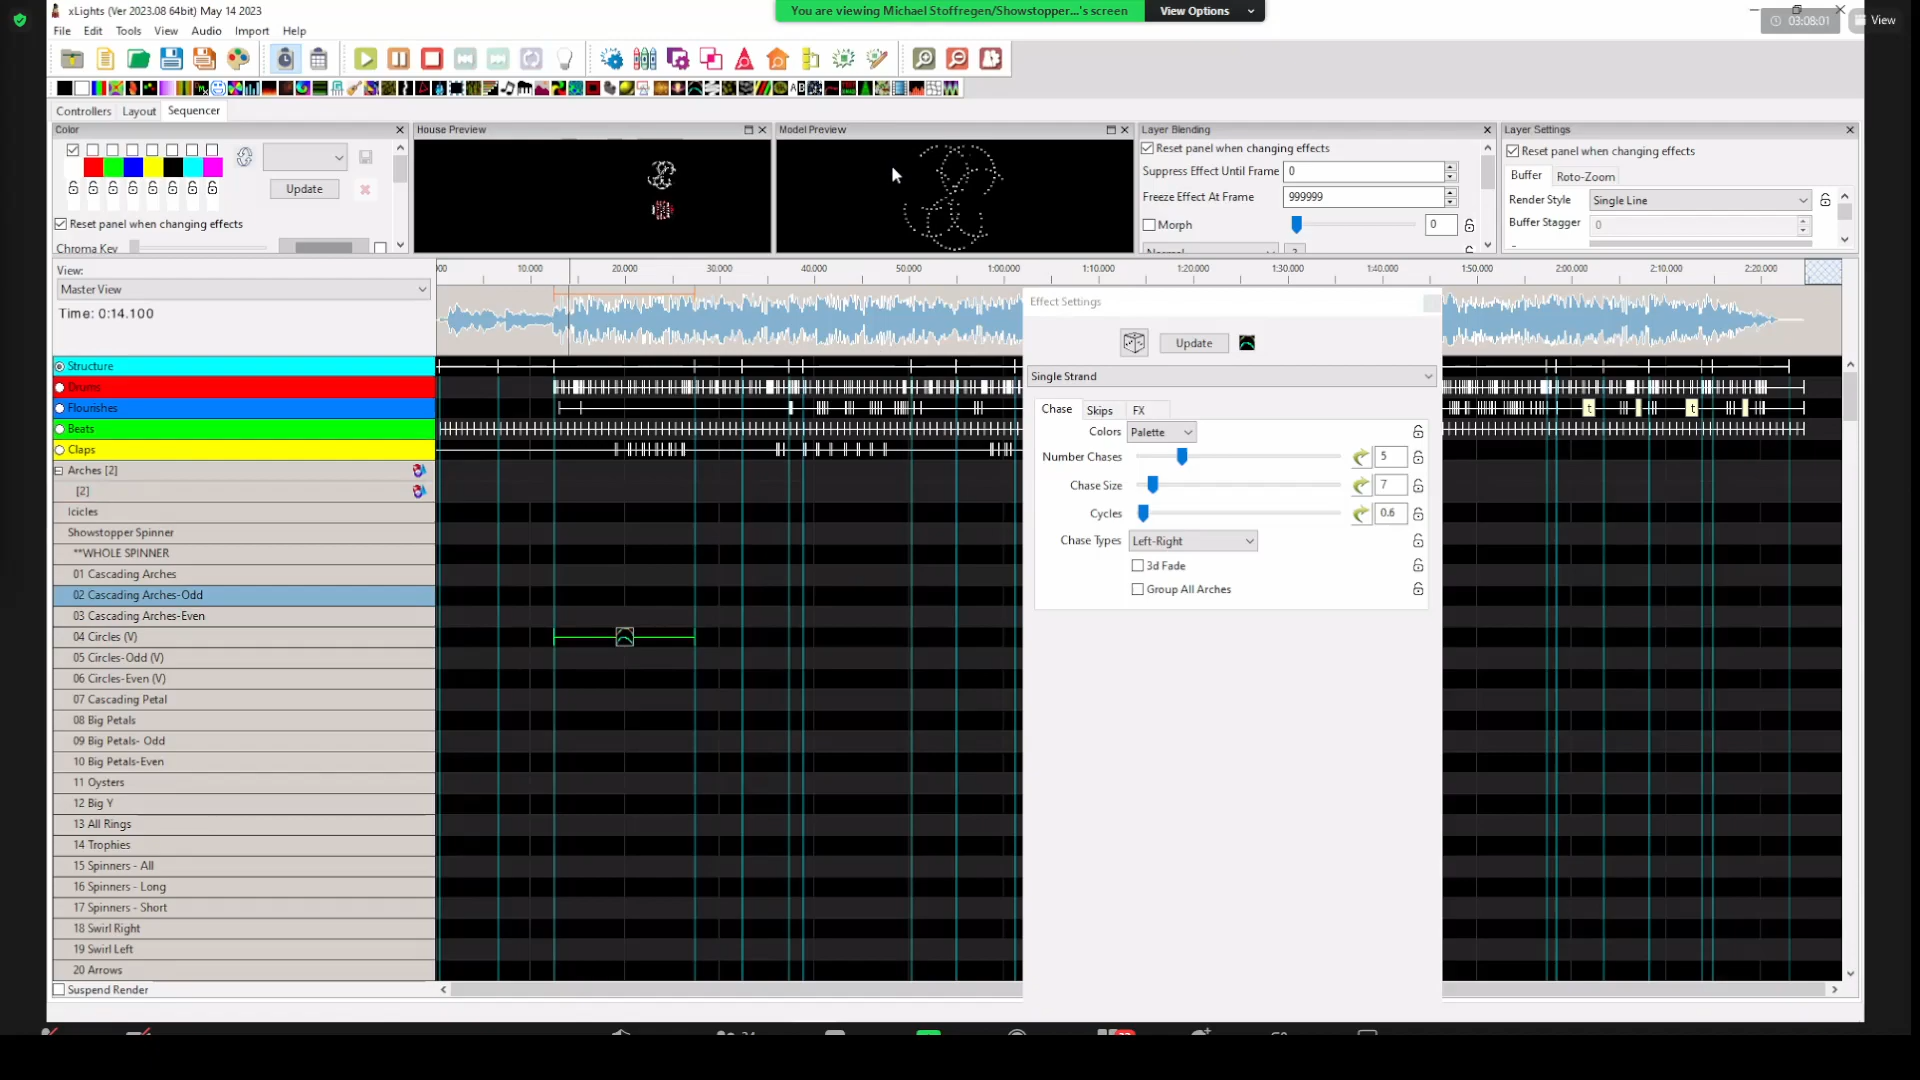 xLights (Ver 2023.08 64bit) May 14 2023
You are viewing Michael Stoffregen/Showstopper...'s screen
View Options
03:08:01
View
File Edit Tools View Audio Import Help
Controllers Layout Sequencer
Color
House Preview
Model Preview
Layer Blending
Layer Settings
Update
Reset panel when changing effects
Chroma Key
Reset panel when changing effects
Suppress Effect Until Frame 0
Freeze Effect At Frame 999999
Morph 0
Normal
Reset panel when changing effects
Buffer Roto-Zoom
Render Style Single Line
Buffer Stagger 0
View:
Master View
Time: 0:14.100
10.000 20.000 30.000 40.000 50.000 1:00.000 1:10.000 1:20.000 1:30.000 1:40.000 1:50.000 2:00.000 2:10.000 2:20.000
Structure
Drums
Flourishes
t t
Beats
Claps
Arches [2]
[2]
Icicles
Showstopper Spinner
**WHOLE SPINNER
01 Cascading Arches
02 Cascading Arches-Odd
03 Cascading Arches-Even
04 Circles (V)
05 Circles-Odd (V)
06 Circles-Even (V)
07 Cascading Petal
08 Big Petals
09 Big Petals- Odd
10 Big Petals-Even
11 Oysters
12 Big Y
13 All Rings
14 Trophies
15 Spinners - All
16 Spinners - Long
17 Spinners - Short
18 Swirl Right
19 Swirl Left
20 Arrows
Suspend Render
Effect Settings
Update
Single Strand
Chase Skips FX
Colors Palette
Number Chases 5
Chase Size 7
Cycles 0.6
Chase Types Left-Right
3d Fade
Group All Arches